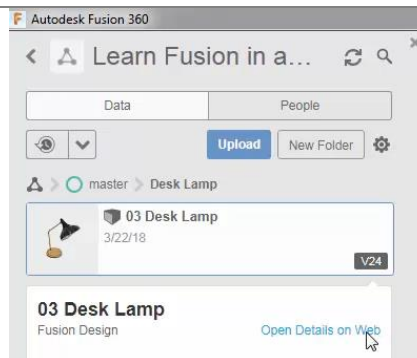 Autodesk Fusion 360
Learn Fusion in a...
Data People
Upload New Folder
master > Desk Lamp
03 Desk Lamp
3/22/18
V24
03 Desk Lamp
Fusion Design Open Details on Web